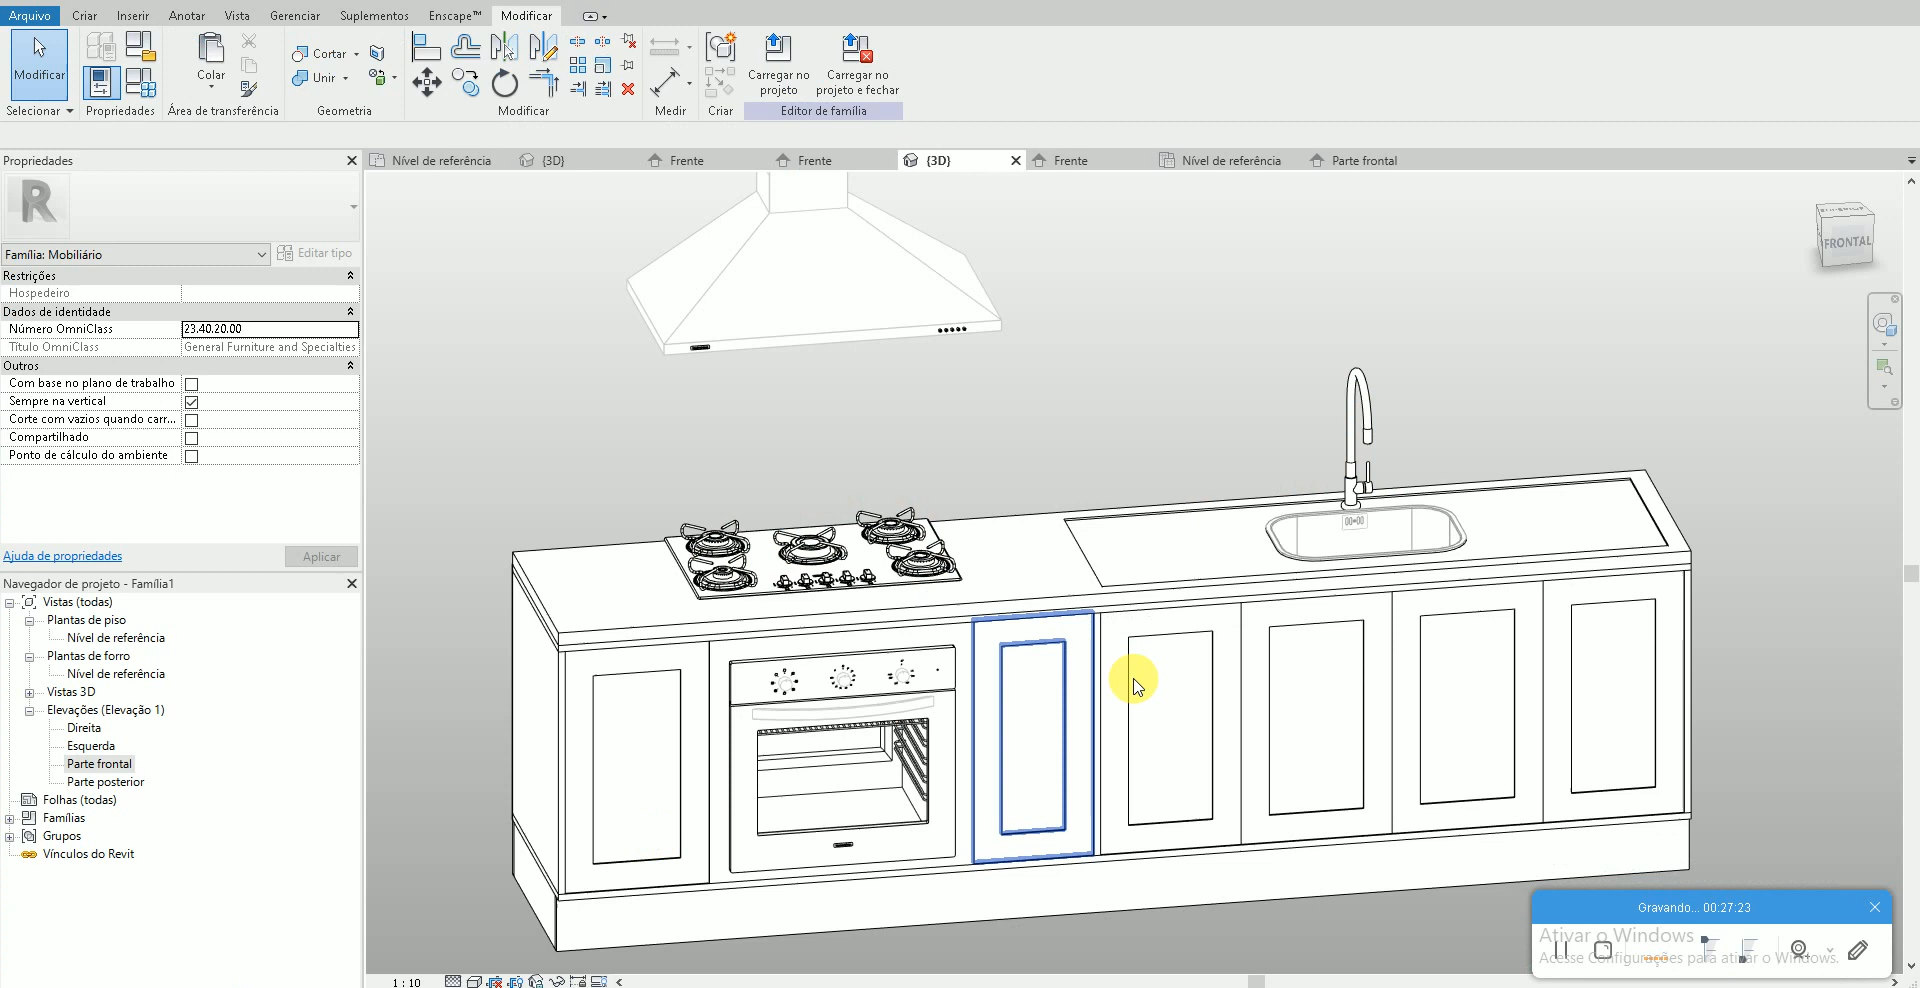 Arquivo Criar Inserir Anotar Vista Gerenciar Suplementos Enscape™ Modificar
Modificar
Colar
Cortar
Unir
Carregar no projeto
Carregar no projeto e fechar
Selecionar Propriedades Área de transferência Geometria Modificar Medir Criar Editor de família
Propriedades
Nível de referência {3D} Frente Frente {3D} Frente Nível de referência Parte frontal
R
Família: Mobiliário Editar tipo
Restrições
Hospedeiro
Dados de identidade
Número OmniClass 23.40.20.00
Título OmniClass General Furniture and Specialties
Outros
Com base no plano de trabalho
Sempre na vertical
Corte com vazios quando carr...
Compartilhado
Ponto de cálculo do ambiente
Ajuda de propriedades Aplicar
Navegador de projeto - Família1
Vistas (todas)
Plantas de piso
Nível de referência
Plantas de forro
Nível de referência
Vistas 3D
Elevações (Elevação 1)
Direita
Esquerda
Parte frontal
Parte posterior
Folhas (todas)
Famílias
Grupos
Vínculos do Revit
FRONTAL
Gravando... 00:27:23
Ativar o Windows
Acesse Configurações para ativar o Windows.
1 : 10